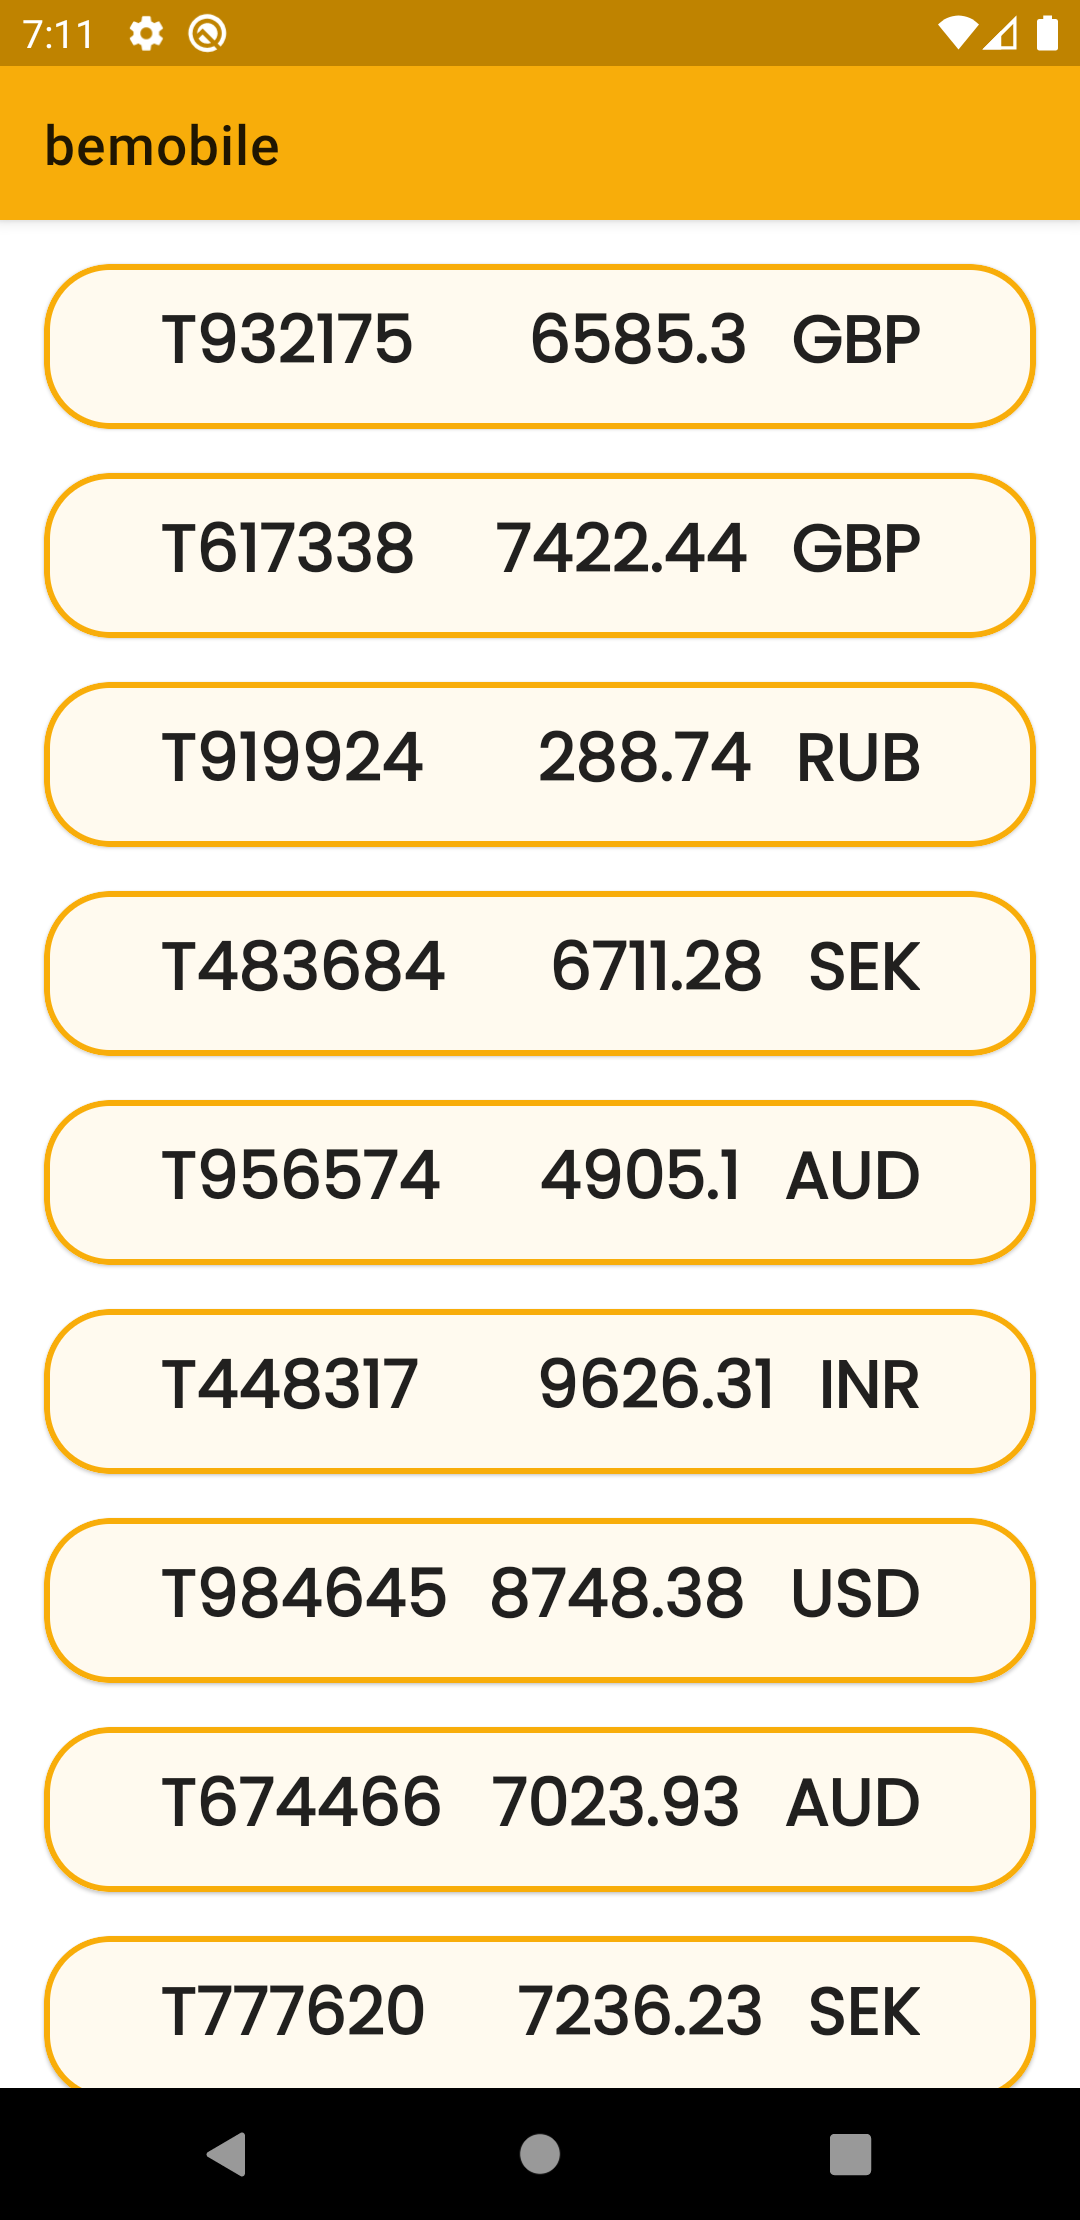 7:11
bemobile
T932175 6585.3 GBP
T617338 7422.44 GBP
T919924 288.74 RUB
T483684 6711.28 SEK
T956574 4905.1 AUD
T448317 9626.31 INR
T984645 8748.38 USD
T674466 7023.93 AUD
T777620 7236.23 SEK